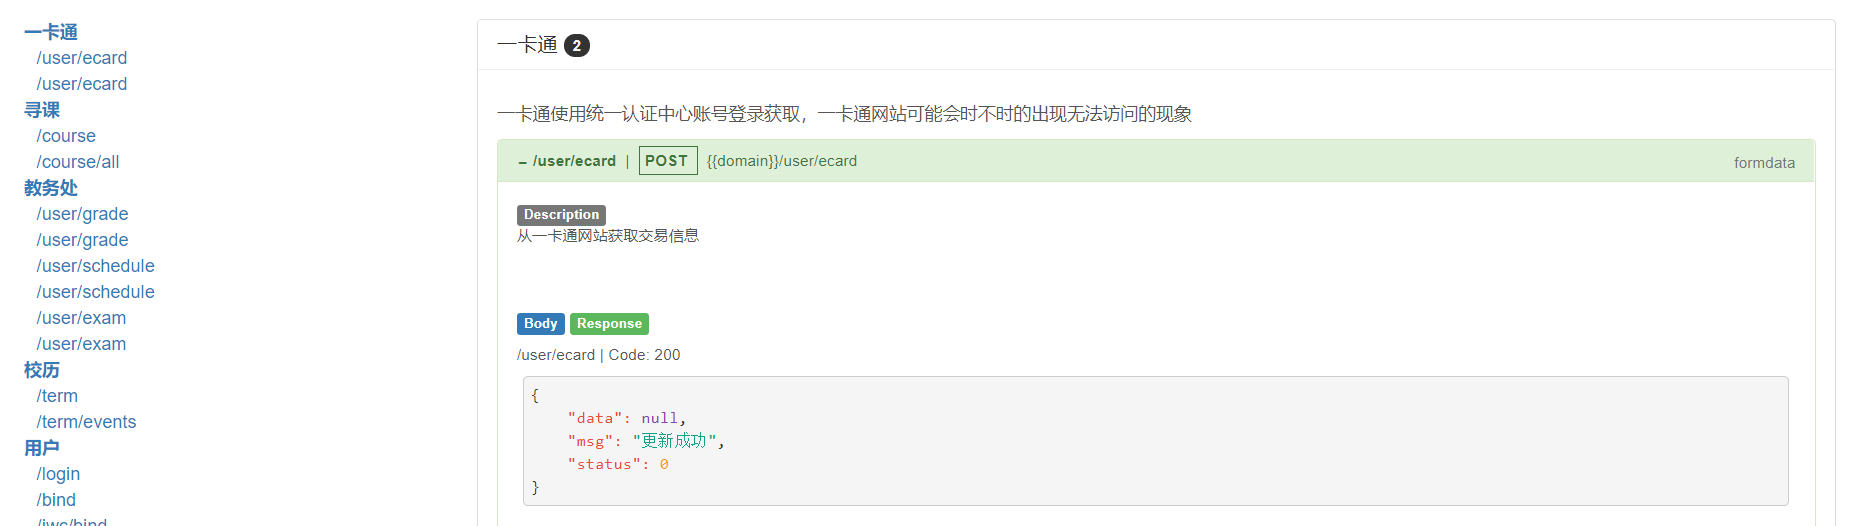 一卡通
/user/ecard
/user/ecard
寻课
/course
/course/all
教务处
/user/grade
/user/grade
/user/schedule
/user/schedule
/user/exam
/user/exam
校历
/term
/term/events
用户
/login
/bind
/jwc/bind
一卡通 2
一卡通使用统一认证中心账号登录获取，一卡通网站可能会时不时的出现无法访问的现象
– /user/ecard | POST {{domain}}/user/ecard formdata
Description
从一卡通网站获取交易信息
Body Response
/user/ecard | Code: 200
{
"data": null,
"msg": "更新成功",
"status": 0
}